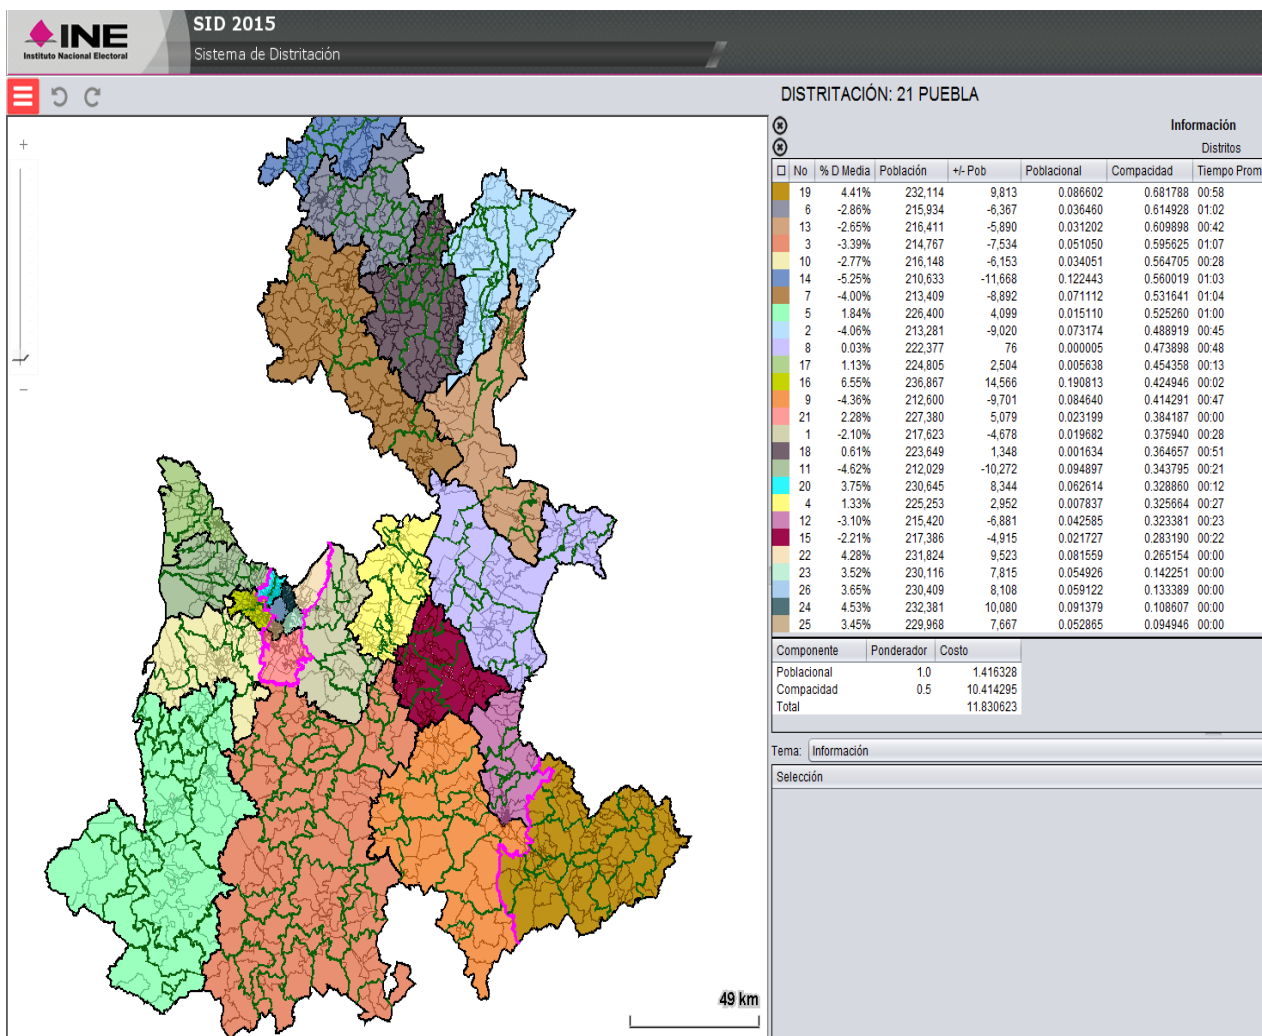 INE
Instituto Nacional Electoral
SID 2015
Sistema de Distritación
DISTRITACIÓN: 21 PUEBLA
Información
Distritos
No % D Media Población +/- Pob Poblacional Compacidad Tiempo Prom
19 4.41% 232,114 9,813 0.086602 0.681788 00:58
6 -2.86% 215,934 -6,367 0.036460 0.614928 01:02
13 -2.65% 216,411 -5,890 0.031202 0.609898 00:42
3 -3.39% 214,767 -7,534 0.051050 0.595625 01:07
10 -2.77% 216,148 -6,153 0.034051 0.564705 00:28
14 -5.25% 210,633 -11,668 0.122443 0.560019 01:03
7 -4.00% 213,409 -8,892 0.071112 0.531641 01:04
5 1.84% 226,400 4,099 0.015110 0.525260 01:00
2 -4.06% 213,281 -9,020 0.073174 0.488919 00:45
8 0.03% 222,377 76 0.000005 0.473898 00:48
17 1.13% 224,805 2,504 0.005638 0.454358 00:13
16 6.55% 236,867 14,566 0.190813 0.424946 00:02
9 -4.36% 212,600 -9,701 0.084640 0.414291 00:47
21 2.28% 227,380 5,079 0.023199 0.384187 00:00
1 -2.10% 217,623 -4,678 0.019682 0.375940 00:28
18 0.61% 223,649 1,348 0.001634 0.364657 00:51
11 -4.62% 212,029 -10,272 0.094897 0.343795 00:21
20 3.75% 230,645 8,344 0.062614 0.328860 00:12
4 1.33% 225,253 2,952 0.007837 0.325664 00:27
12 -3.10% 215,420 -6,881 0.042585 0.323381 00:23
15 -2.21% 217,386 -4,915 0.021727 0.283190 00:22
22 4.28% 231,824 9,523 0.081559 0.265154 00:00
23 3.52% 230,116 7,815 0.054926 0.142251 00:00
26 3.65% 230,409 8,108 0.059122 0.133389 00:00
24 4.53% 232,381 10,080 0.091379 0.108607 00:00
25 3.45% 229,968 7,667 0.052865 0.094946 00:00
Componente Ponderador Costo
Poblacional 1.0 1.416328
Compacidad 0.5 10.414295
Total 11.830623
Tema: Información
Selección
49 km